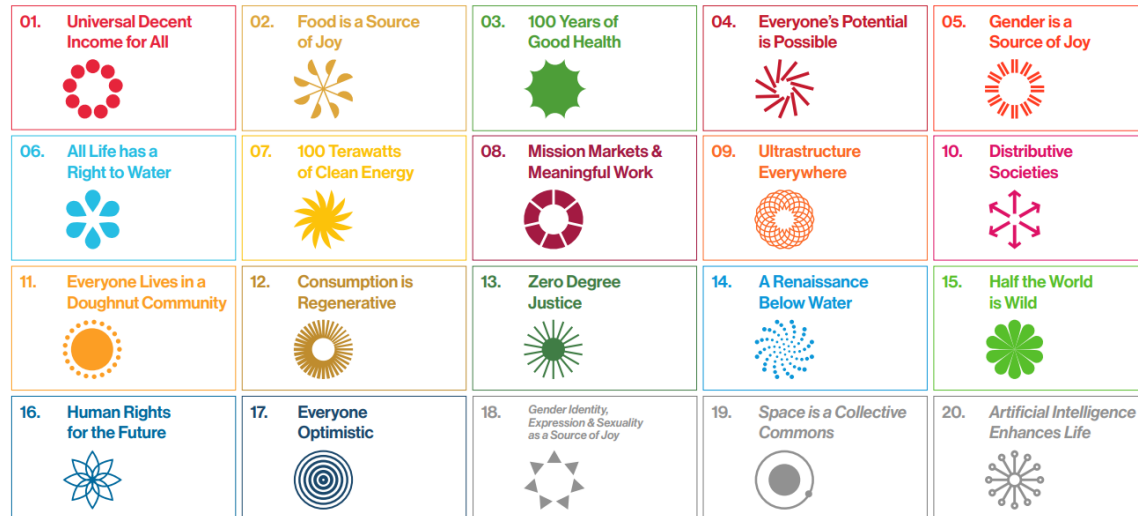 01. Universal Decent
Income for All
02. Food is a Source
of Joy
03. 100 Years of
Good Health
04. Everyone’s Potential
is Possible
05. Gender is a
Source of Joy
06. All Life has a
Right to Water
07. 100 Terawatts
of Clean Energy
08. Mission Markets &
Meaningful Work
09. Ultrastructure
Everywhere
10. Distributive
Societies
11. Everyone Lives in a
Doughnut Community
12. Consumption is
Regenerative
13. Zero Degree
Justice
14. A Renaissance
Below Water
15. Half the World
is Wild
16. Human Rights
for the Future
17. Everyone
Optimistic
18. Gender Identity,
Expression & Sexuality
as a Source of Joy
19. Space is a Collective
Commons
20. Artificial Intelligence
Enhances Life